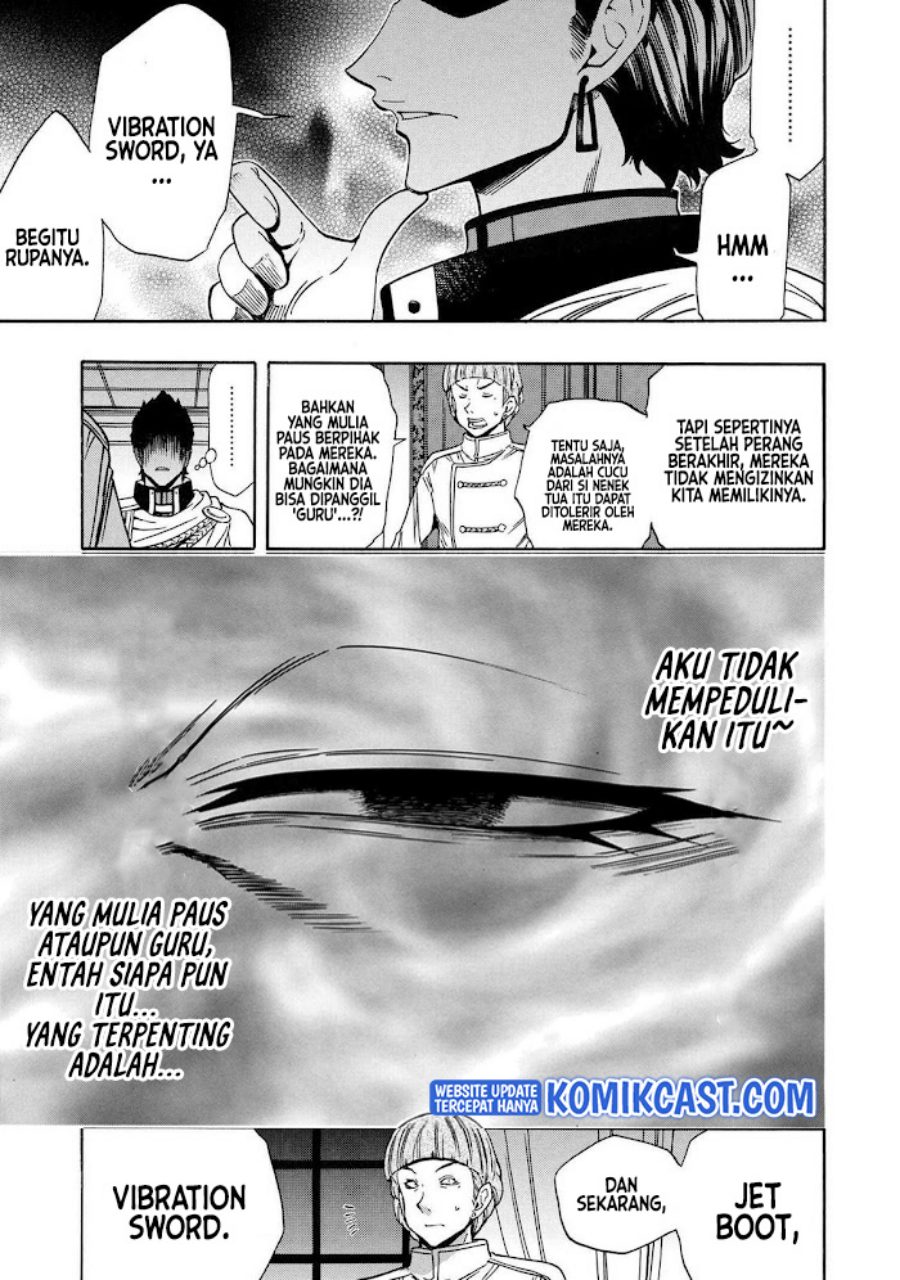 ..........
HMM
...
VIBRATION
SWORD, YA
...
BEGITU
RUPANYA.
TAPI SEPERTINYA
SETELAH PERANG
BERAKHIR, MEREKA
TIDAK MENGIZINKAN
KITA MEMILIKINYA.
TENTU SAJA,
MASALAHNYA
ADALAH CUCU
DARI SI NENEK
TUA ITU DAPAT
DITOLERIR OLEH
MEREKA.
BAHKAN
YANG MULIA
PAUS BERPIHAK
PADA MEREKA.
BAGAIMANA
MUNGKIN DIA
BISA DIPANGGIL
'GURU'...?!
..........
AKU TIDAK
MEMPEDULI-
KAN ITU~
YANG MULIA PAUS
ATAUPUN GURU,
ENTAH SIAPA PUN
ITU...
YANG TERPENTING
ADALAH...
WEBSITE UPDATE
TERCEPAT HANYA
KOMIKCAST.COM
JET
BOOT,
DAN
SEKARANG,
VIBRATION
SWORD.